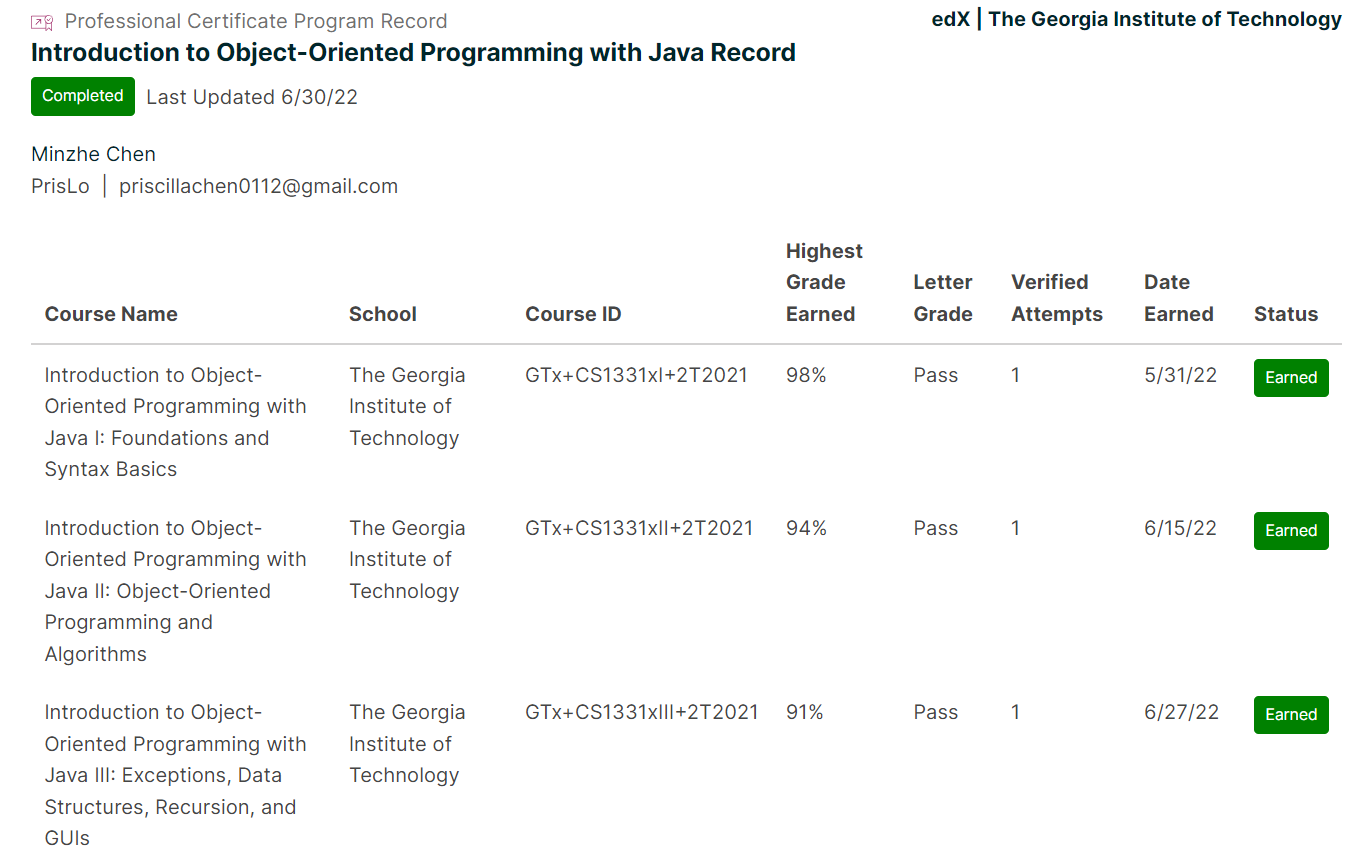 Professional Certificate Program Record
edX | The Georgia Institute of Technology
Introduction to Object-Oriented Programming with Java Record
Completed Last Updated 6/30/22
Minzhe Chen
PrisLo | priscillachen0112@gmail.com
Highest
Grade Letter Verified Date
Course Name School Course ID Earned Grade Attempts Earned Status
Introduction to Object- The Georgia GTx+CS1331xI+2T2021 98% Pass 1 5/31/22 Earned
Oriented Programming with Institute of
Java I: Foundations and Technology
Syntax Basics
Introduction to Object- The Georgia GTx+CS1331xII+2T2021 94% Pass 1 6/15/22 Earned
Oriented Programming with Institute of
Java II: Object-Oriented Technology
Programming and
Algorithms
Introduction to Object- The Georgia GTx+CS1331xIII+2T2021 91% Pass 1 6/27/22 Earned
Oriented Programming with Institute of
Java III: Exceptions, Data Technology
Structures, Recursion, and
GUIs